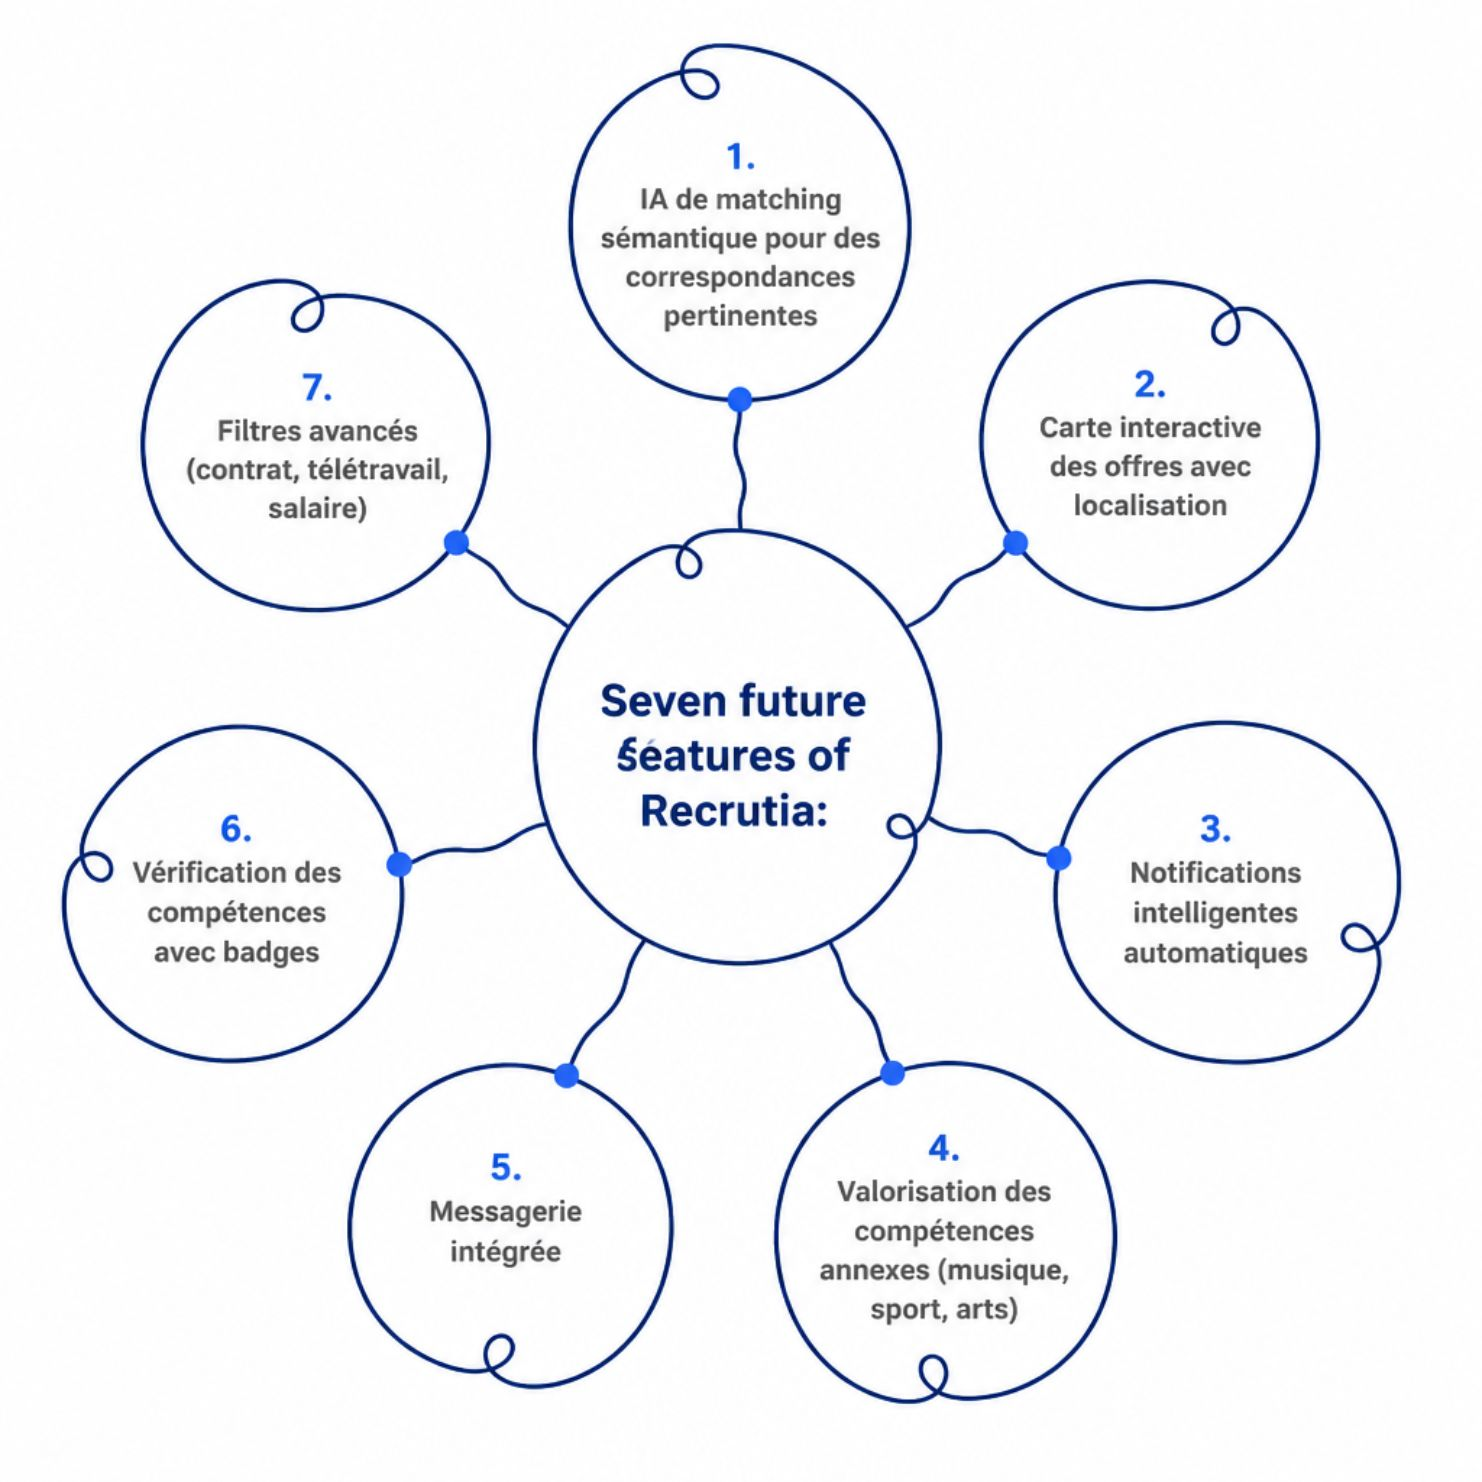 1.
IA de matching
sémantique pour des
correspondances
pertinentes
2.
Carte interactive
des offres avec
localisation
7.
Filtres avancés
(contrat, télétravail,
salaire)
Seven future
of
Recrutia:
3.
Notifications
intelligentes
automatiques
6.
Vérification des
compétences
avec badges
4.
Valorisation des
compétences
annexes (musique,
sport, arts)
5.
Messagerie
intégrée